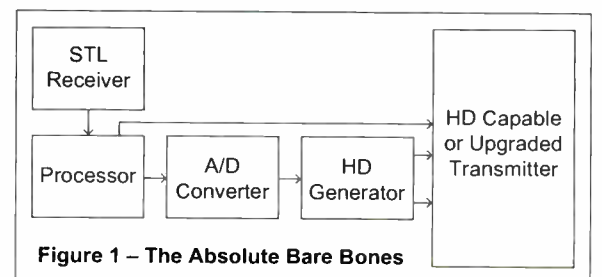 STL
Receiver
Processor
A/D
Converter
HD
Generator
HD Capable
or Upgraded
Transmitter
Figure 1 – The Absolute Bare Bones